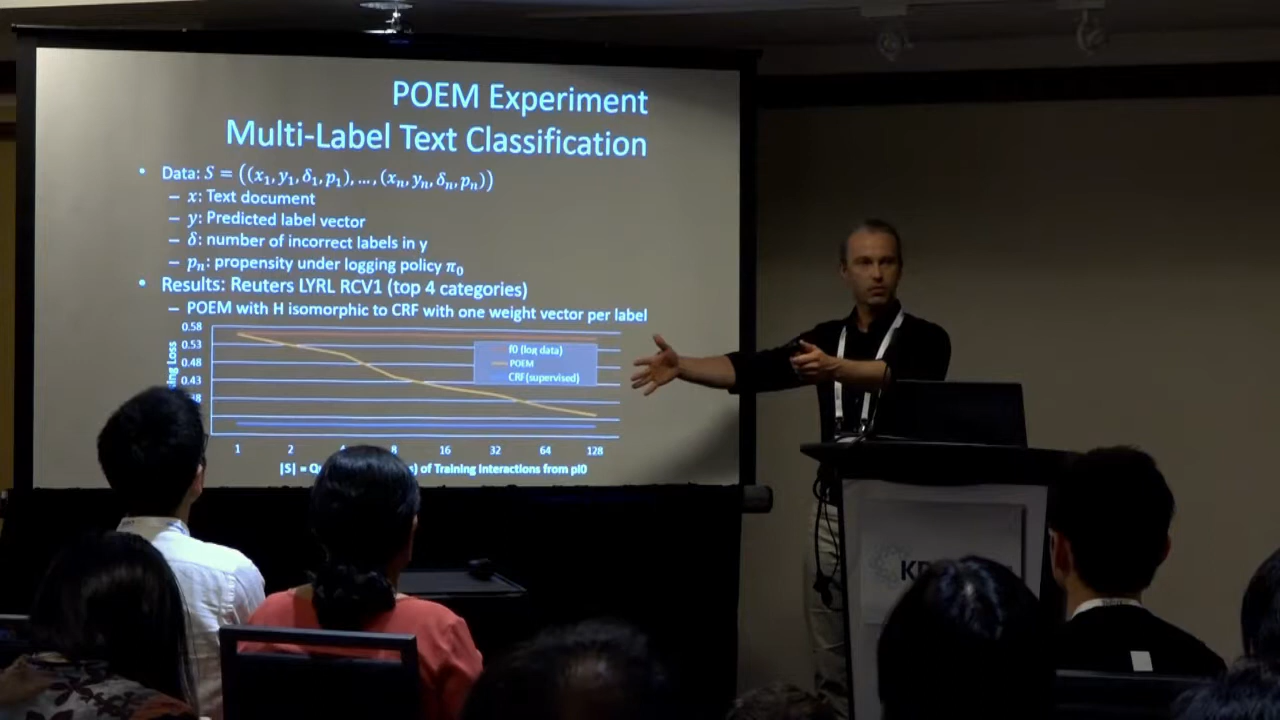 POEM Experiment
Multi-Label Text Classification
• Data: S = ((x₁, y₁, δ₁, p₁), …, (xₙ, yₙ, δₙ, pₙ))
– x: Text document
– y: Predicted label vector
– δ: number of incorrect labels in y
– pₙ: propensity under logging policy π₀
• Results: Reuters LYRL RCV1 (top 4 categories)
– POEM with H isomorphic to CRF with one weight vector per label
0.58
0.53
0.48
0.43
Loss
f0 (log data)
POEM
CRF(supervised)
1 2 8 16 32 64 128
|S| = of Training Interactions from pi0